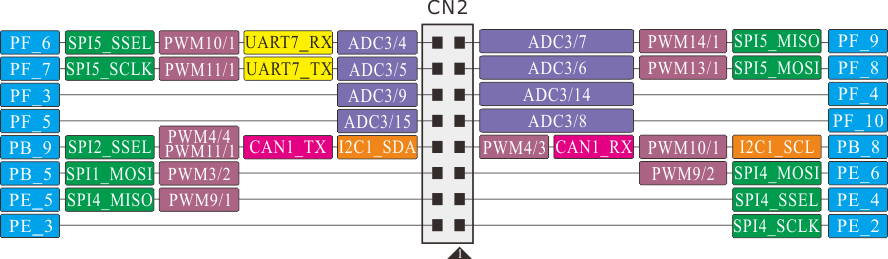 CN2
PF_6 SPI5_SSEL PWM10/1 UART7_RX ADC3/4 ADC3/7 PWM14/1 SPI5_MISO PF_9
PF_7 SPI5_SCLK PWM11/1 UART7_TX ADC3/5 ADC3/6 PWM13/1 SPI5_MOSI PF_8
PF_3 ADC3/9 ADC3/14 PF_4
PF_5 ADC3/15 ADC3/8 PF_10
PWM4/4
PB_9 SPI2_SSEL PWM11/1 CAN1_TX I2C1_SDA PWM4/3 CAN1_RX PWM10/1 I2C1_SCL PB_8
PB_5 SPI1_MOSI PWM3/2 PWM9/2 SPI4_MOSI PE_6
PE_5 SPI4_MISO PWM9/1 SPI4_SSEL PE_4
PE_3 SPI4_SCLK PE_2
1